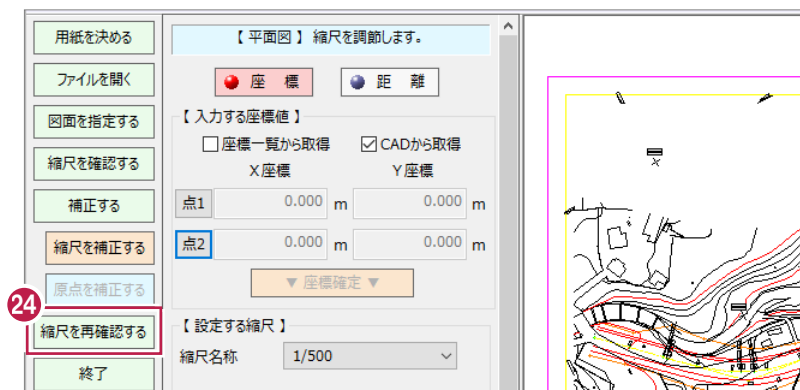 用紙を決める
ファイルを開く
図面を指定する
縮尺を確認する
補正する
縮尺を補正する
原点を補正する
24
縮尺を再確認する
終了
【 平面図 】 縮尺を調節します。
座 標 距 離
【 入力する座標値 】
座標一覧から取得 CADから取得
X座標 Y座標
点1 0.000 m 0.000 m
点2 0.000 m 0.000 m
▼ 座標確定 ▼
【 設定する縮尺 】
縮尺名称 1/500